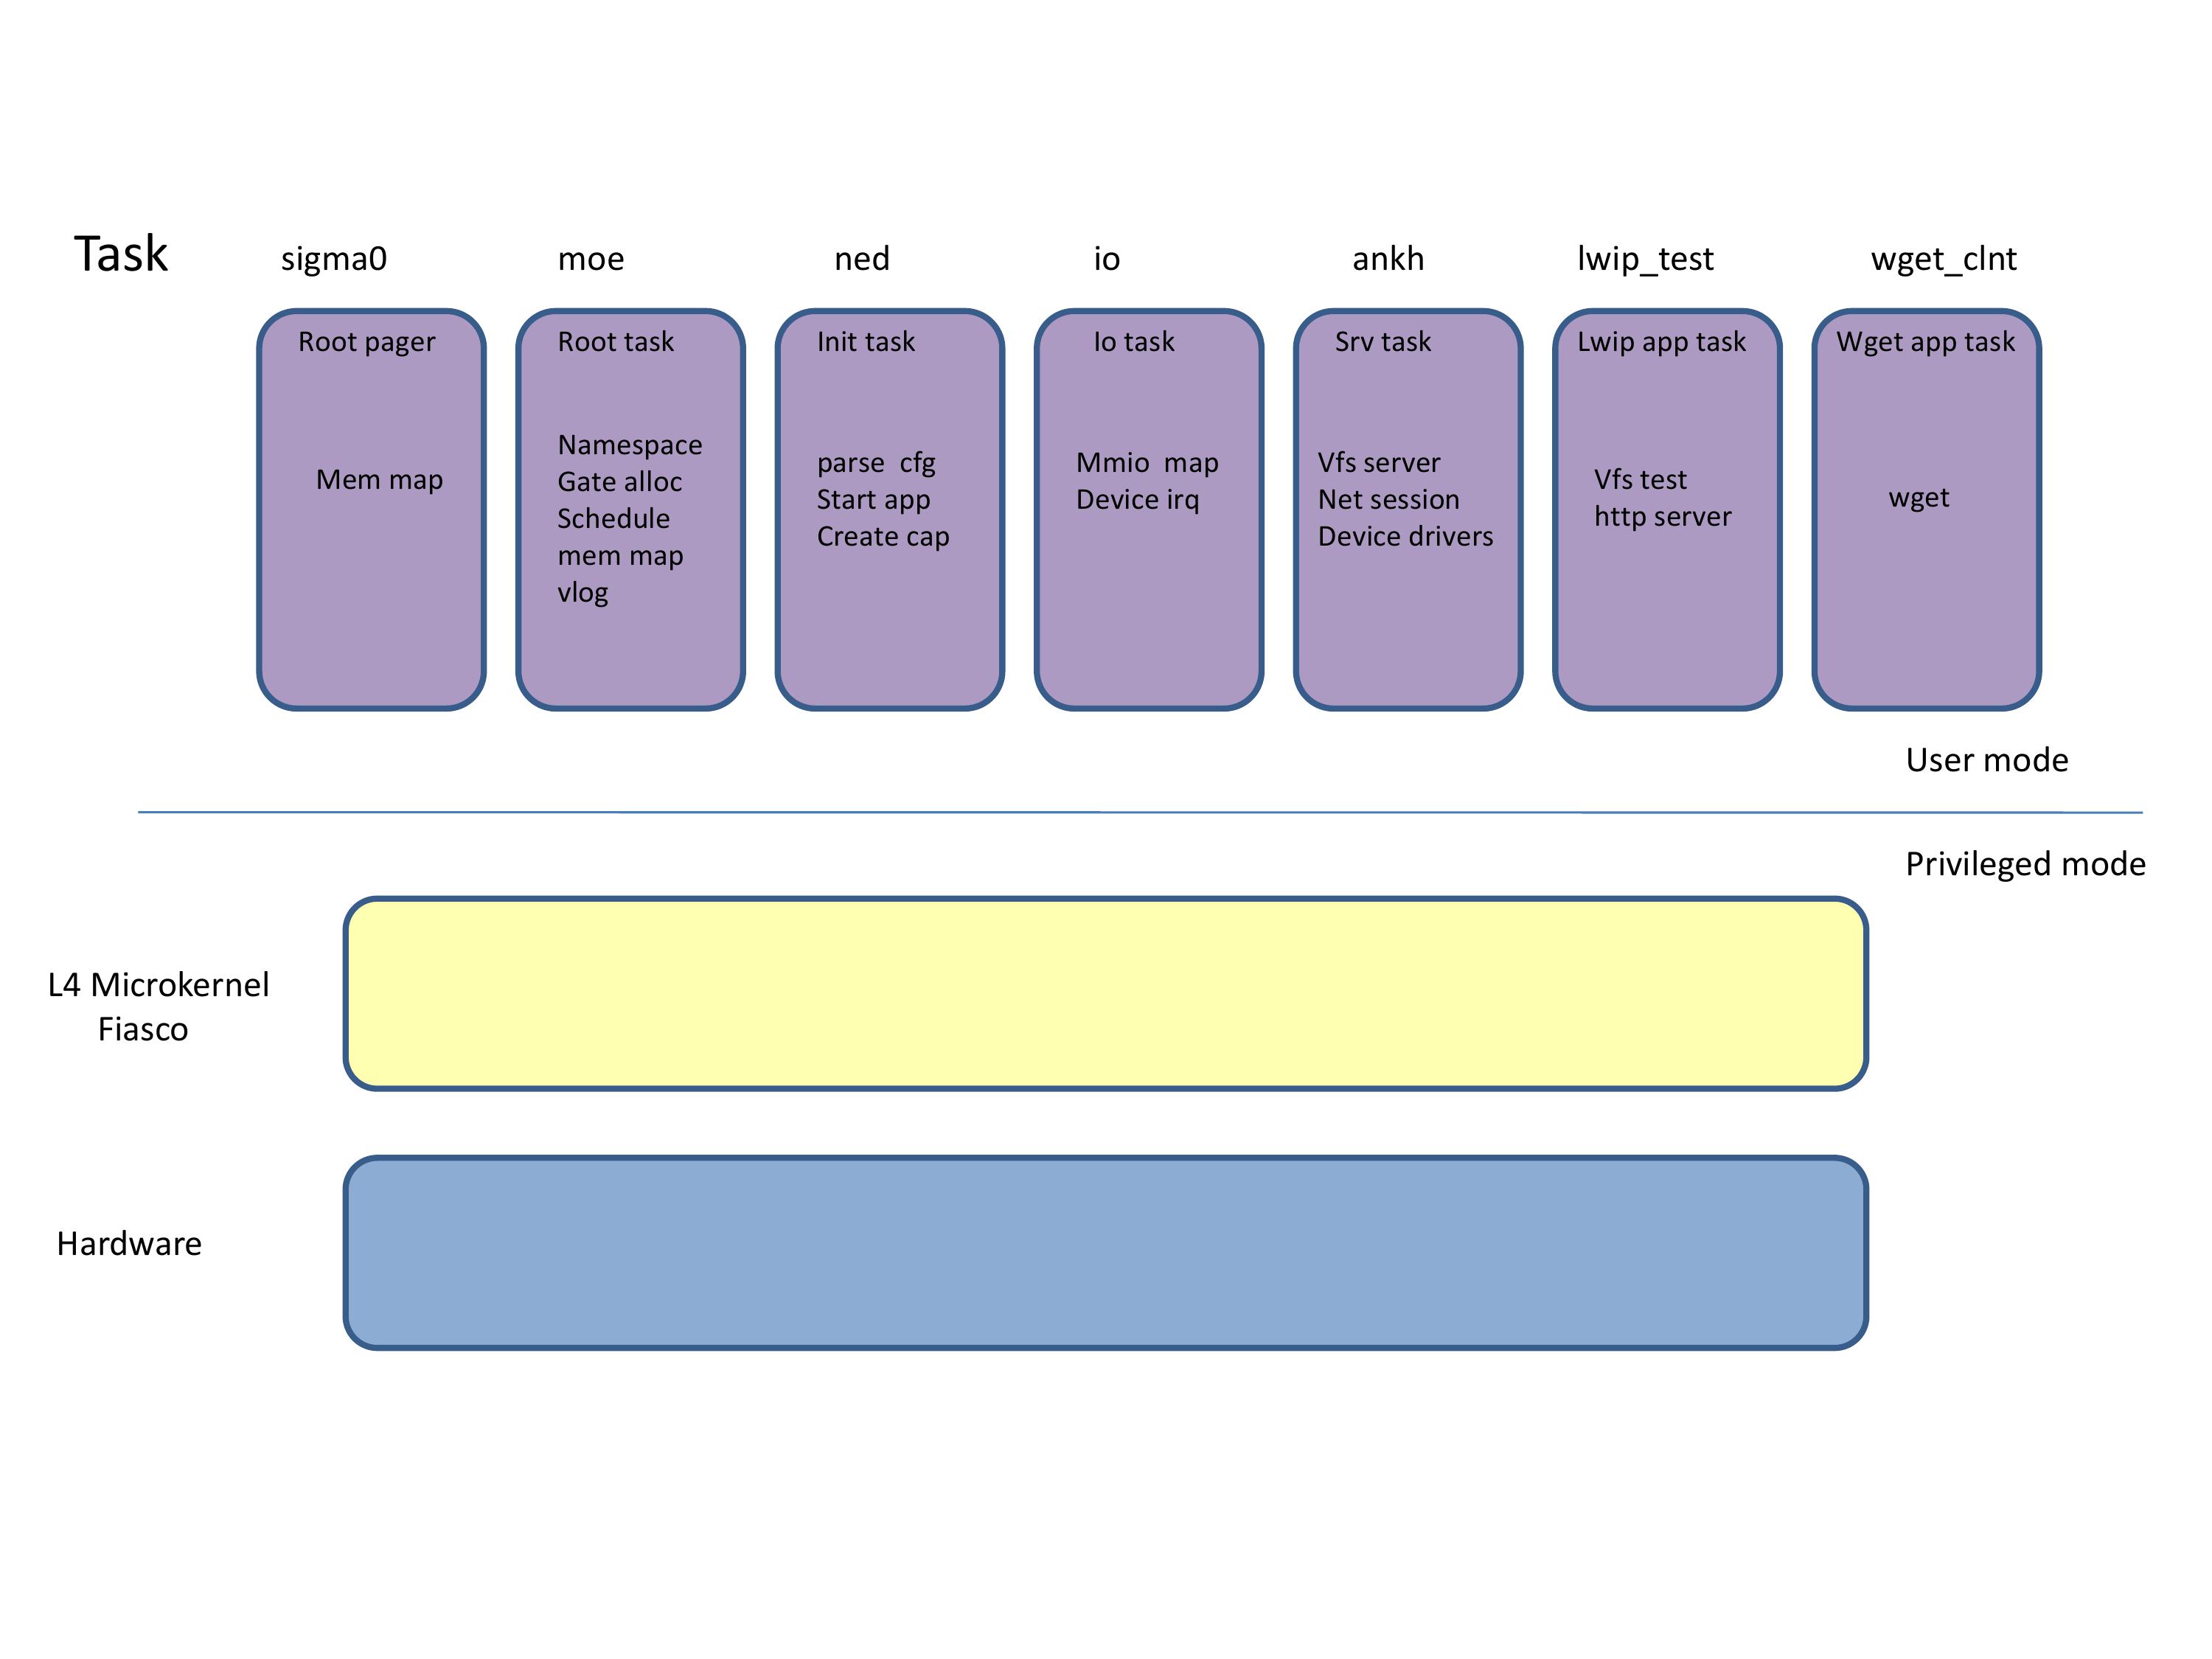 Task
sigma0
moe
ned
io
ankh
lwip_test
wget_clnt
Root pager
Mem map
Root task
Namespace
Gate alloc
Schedule
mem map
vlog
Init task
parse  cfg
Start app
Create cap
Io task
Mmio  map
Device irq
Srv task
Vfs server
Net session
Device drivers
Lwip app task
Vfs test
http server
Wget app task
wget
User mode
Privileged mode
L4 Microkernel
Fiasco
Hardware